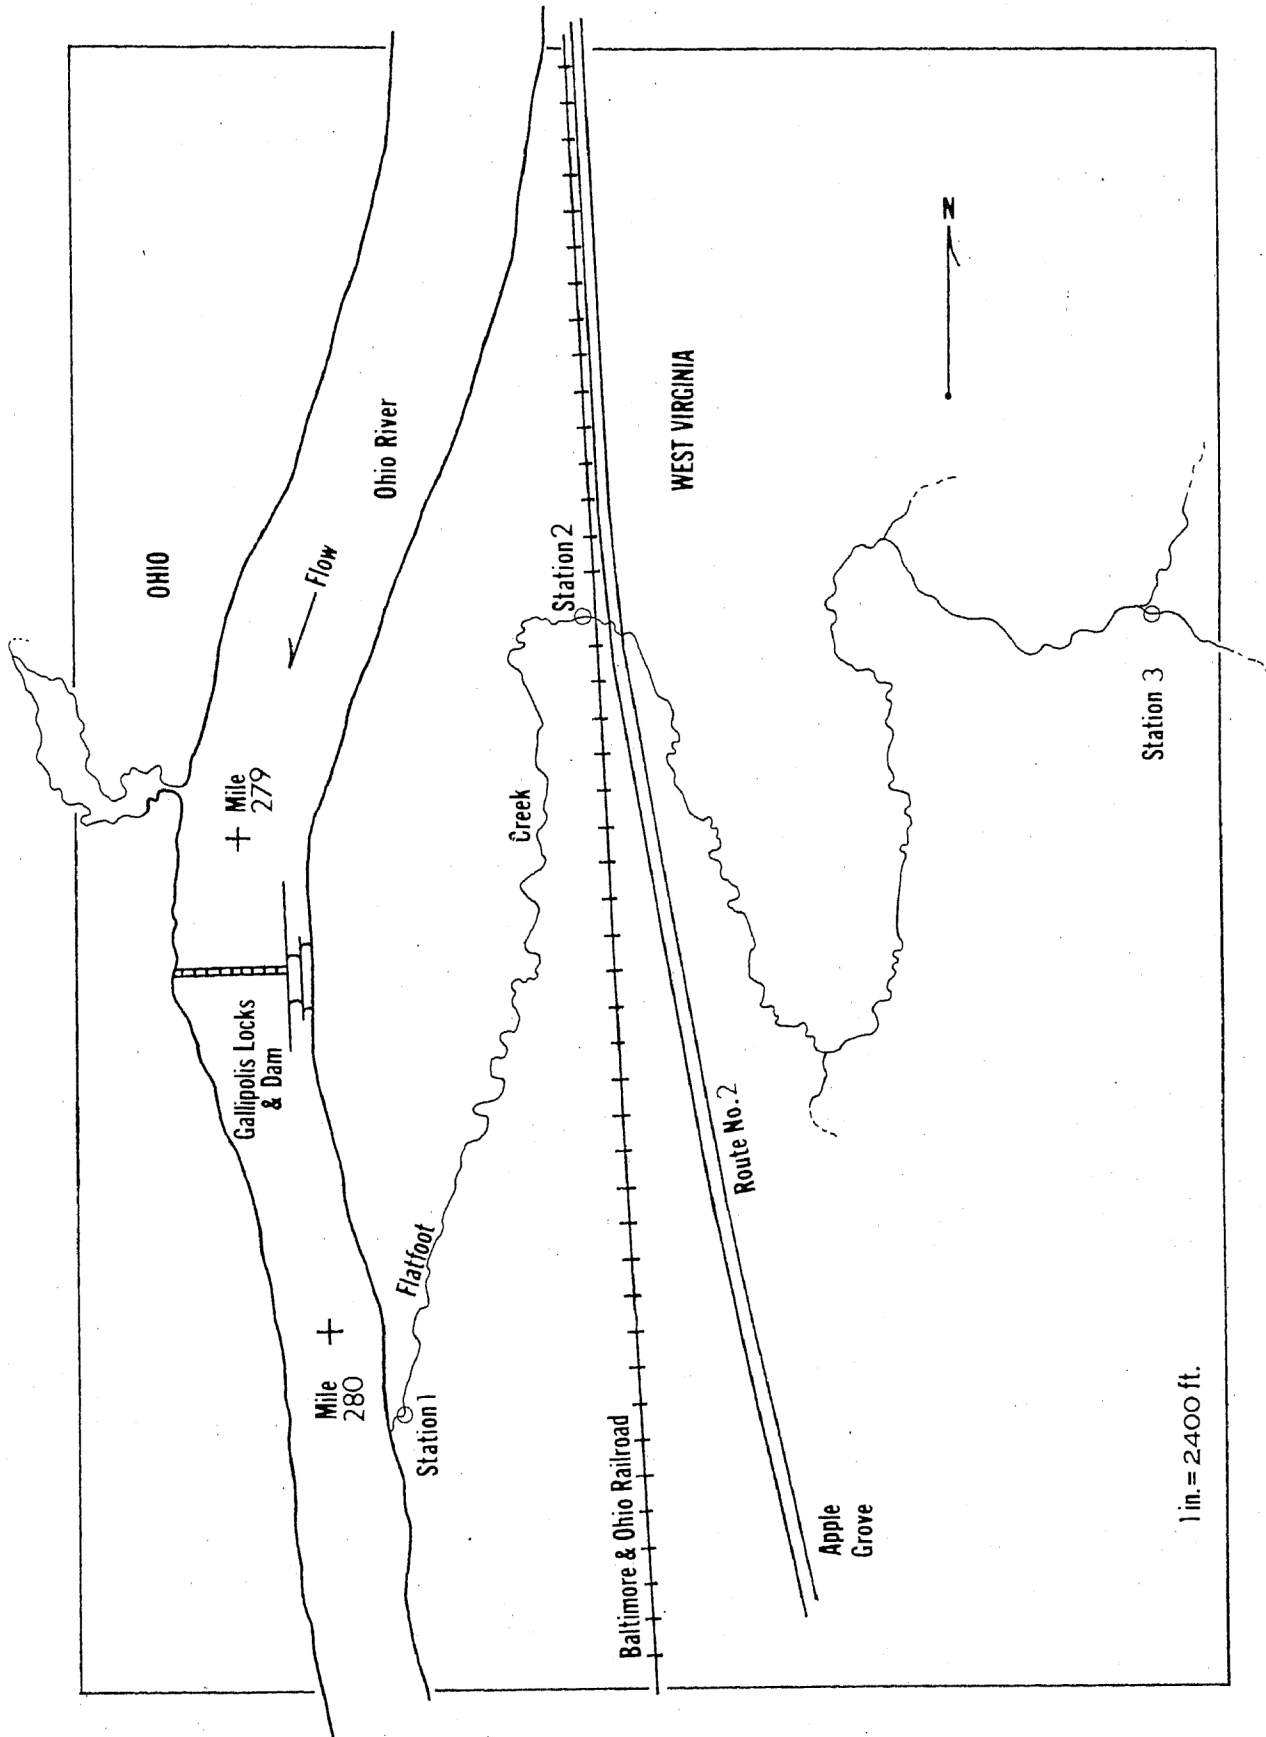 OHIO
Ohio River
Flow
Mile
279
Gallipolis Locks
& Dam
Mile
280
Station 1
Flatfoot
Creek
Station 2
WEST VIRGINIA
N
Baltimore & Ohio Railroad
Route No. 2
Apple
Grove
Station 3
1 in. = 2400 ft.